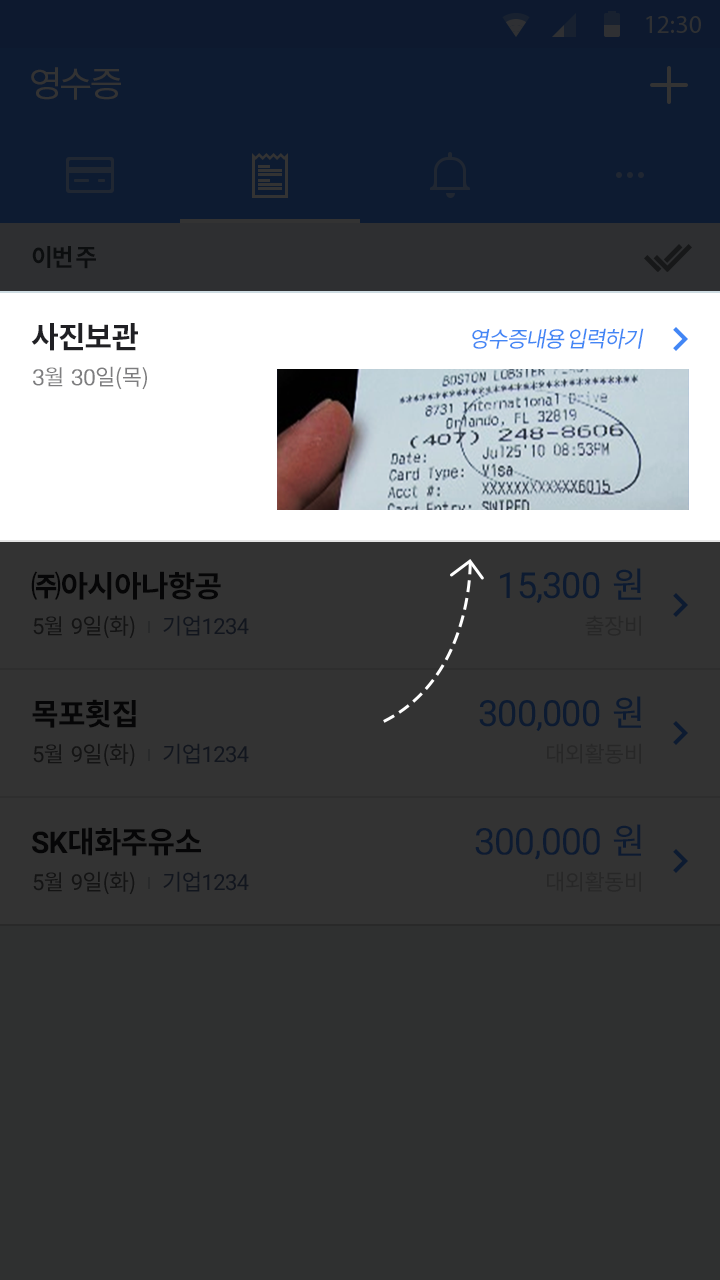 12:30
영수증
이번 주
사진보관
영수증내용 입력하기
3월 30일(목)
BOSTON LOBSTER
********************************
8731 International Drive
Orlando, FL 32819
(407) 248-8606
Date: Jul25'10 08:53PM
Card Type: Visa
Acct #: XXXXXXXXXXXX6015
Card Entry: SWIPED
㈜아시아나항공
15,300 원
5월 9일(화) | 기업1234
출장비
목포횟집
300,000 원
5월 9일(화) | 기업1234
대외활동비
SK대화주유소
300,000 원
5월 9일(화) | 기업1234
대외활동비